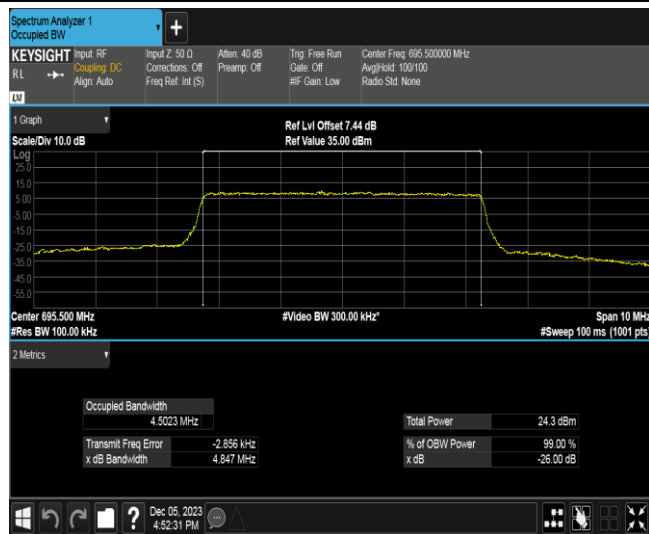 Spectrum Analyzer 1
Occupied BW
+
KEYSIGHT Input: RF Input Z: 50 Ω Atten: 40 dB Trig: Free Run Center Freq: 695.500000 MHz
RL Coupling: DC Corrections: Off Preamp: Off Gate: Off Avg|Hold: 100/100
Align: Auto Freq Ref: Int (S) #IF Gain: Low Radio Std: None
LXI
1 Graph Ref Lvl Offset 7.44 dB
Scale/Div 10.0 dB Ref Value 35.00 dBm
Log
25.0
15.0
5.00
-5.00
-15.0
-25.0
-35.0
-45.0
-55.0
Center 695.500 MHz #Video BW 300.00 kHz* Span 10 MHz
#Res BW 100.00 kHz #Sweep 100 ms (1001 pts)
2 Metrics
Occupied Bandwidth
4.5023 MHz Total Power 24.3 dBm
Transmit Freq Error -2.856 kHz % of OBW Power 99.00 %
x dB Bandwidth 4.847 MHz x dB -26.00 dB
? Dec 05, 2023
4:52:31 PM